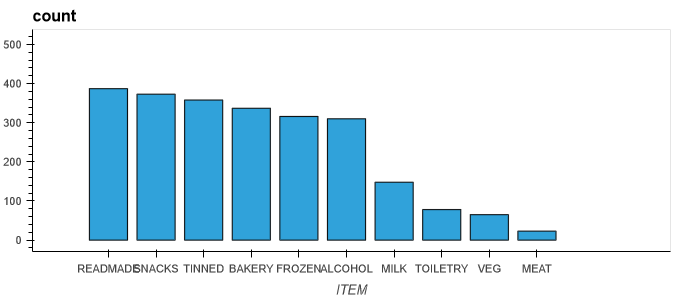 count
500
400
300
200
100
0
READMADE SNACKS TINNED BAKERY FROZEN ALCOHOL MILK TOILETRY VEG MEAT
ITEM